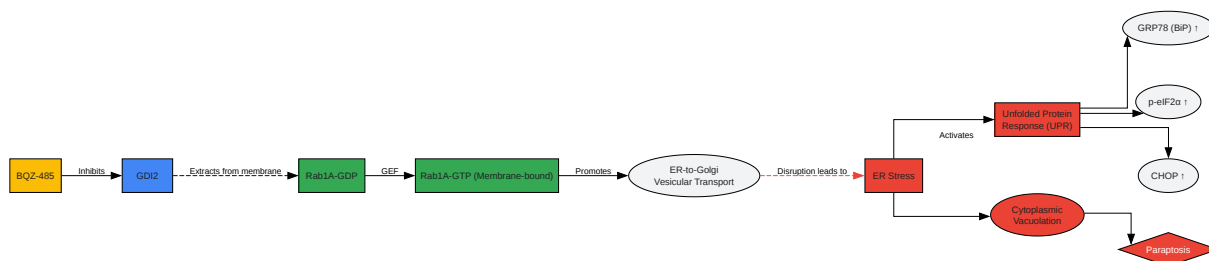 BQZ-485
Inhibits
GDI2
Extracts from membrane
Rab1A-GDP
GEF
Rab1A-GTP (Membrane-bound)
Promotes
ER-to-Golgi
Vesicular Transport
Disruption leads to
ER Stress
Activates
Unfolded Protein
Response (UPR)
GRP78 (BiP) ↑
p-eIF2α ↑
CHOP ↑
Cytoplasmic
Vacuolation
Paraptosis